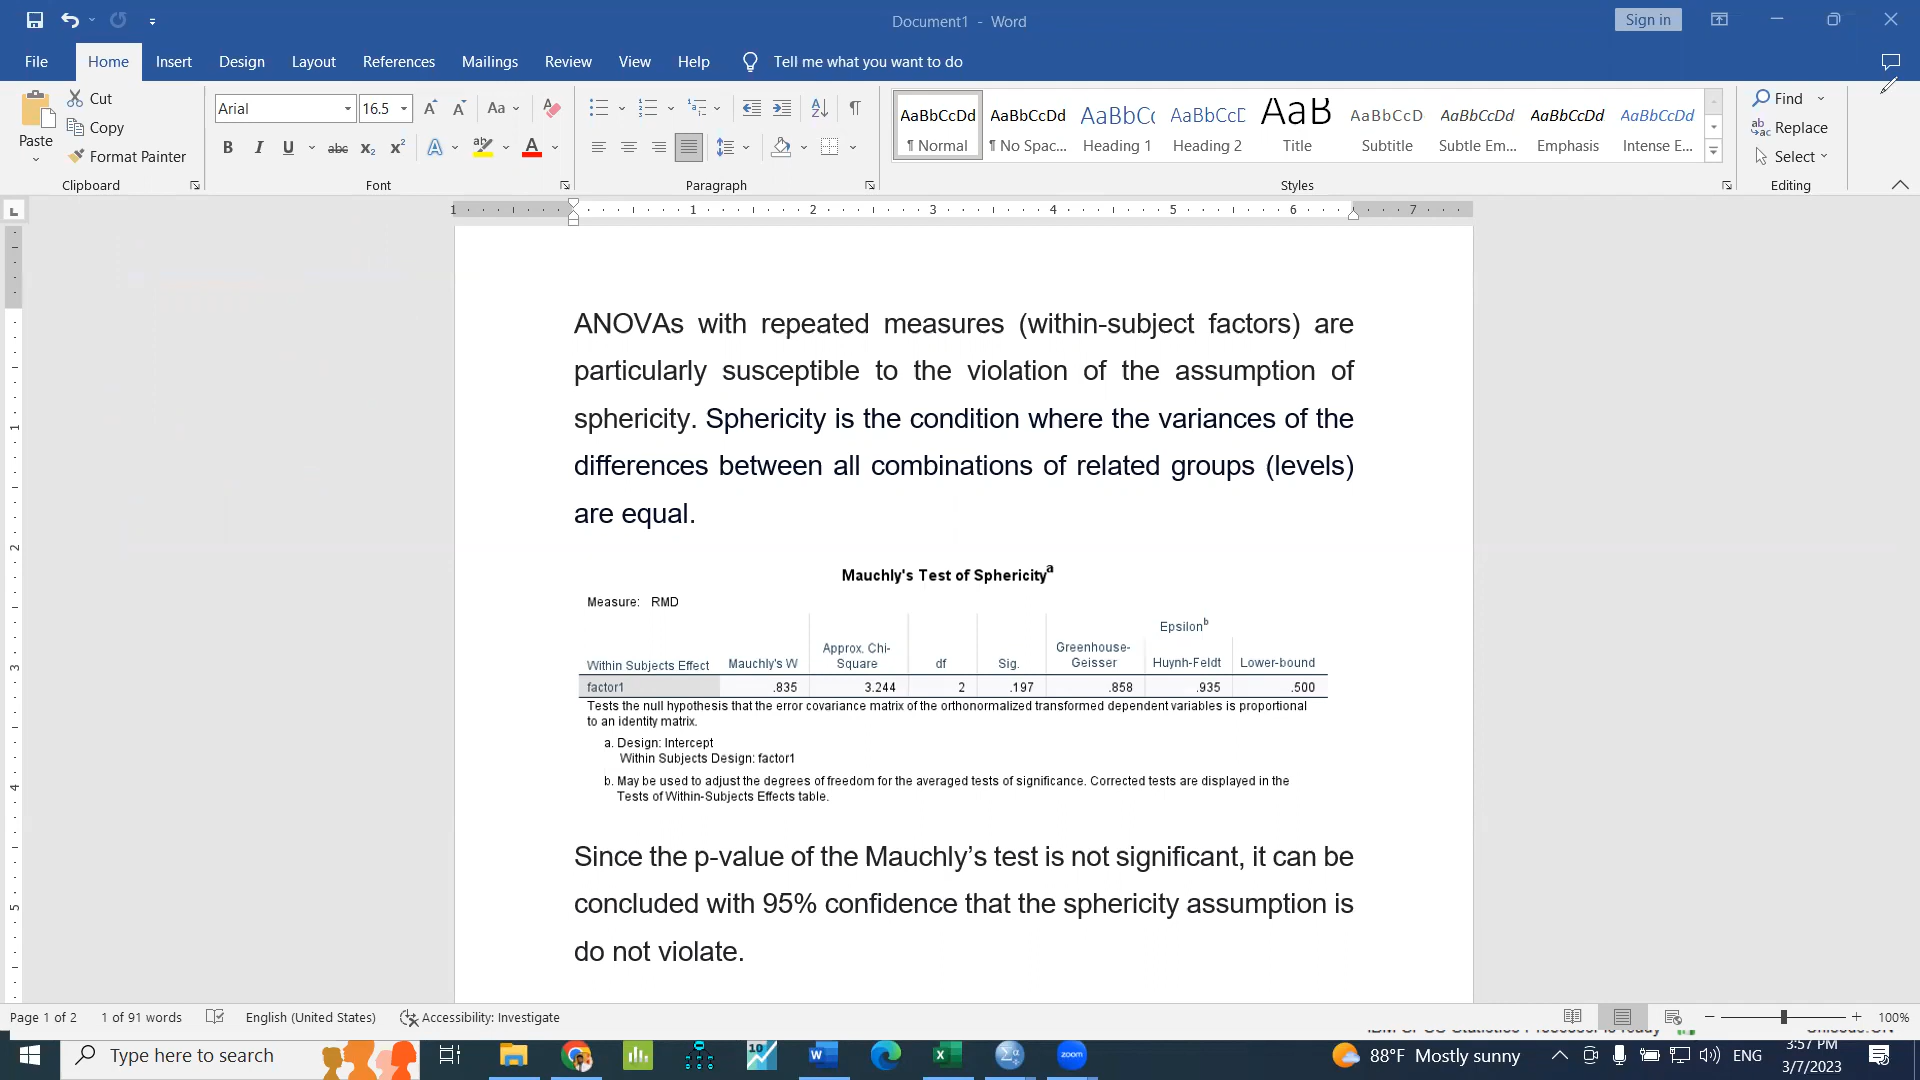 Document1 - Word
Sign in
File Home Insert Design Layout References Mailings Review View Help Tell me what you want to do
Paste
Cut
Copy
Format Painter
Clipboard
Arial 16.5
Font
Paragraph
AaBbCcDd AaBbCcDd AaBbCc AaBbCcD AaB AaBbCcD AaBbCcDd AaBbCcDd AaBbCcDd
¶ Normal ¶ No Spac... Heading 1 Heading 2 Title Subtitle Subtle Em... Emphasis Intense E...
Styles
Find
Replace
Select
Editing
1 1 2 3 4 5 6 7
ANOVAs with repeated measures (within-subject factors) are
particularly susceptible to the violation of the assumption of
sphericity. Sphericity is the condition where the variances of the
differences between all combinations of related groups (levels)
are equal.
Mauchly's Test of Sphericityᵃ
Measure: RMD
Epsilonᵇ
Within Subjects Effect Mauchly's W Approx. Chi-Square df Sig. Greenhouse-Geisser Huynh-Feldt Lower-bound
factor1 .835 3.244 2 .197 .858 .935 .500
Tests the null hypothesis that the error covariance matrix of the orthonormalized transformed dependent variables is proportional
to an identity matrix.
a. Design: Intercept
Within Subjects Design: factor1
b. May be used to adjust the degrees of freedom for the averaged tests of significance. Corrected tests are displayed in the
Tests of Within-Subjects Effects table.
Since the p-value of the Mauchly’s test is not significant, it can be
concluded with 95% confidence that the sphericity assumption is
do not violate.
Page 1 of 2 1 of 91 words English (United States) Accessibility: Investigate 100%
Type here to search
88°F Mostly sunny
ENG
3:57 PM
3/7/2023